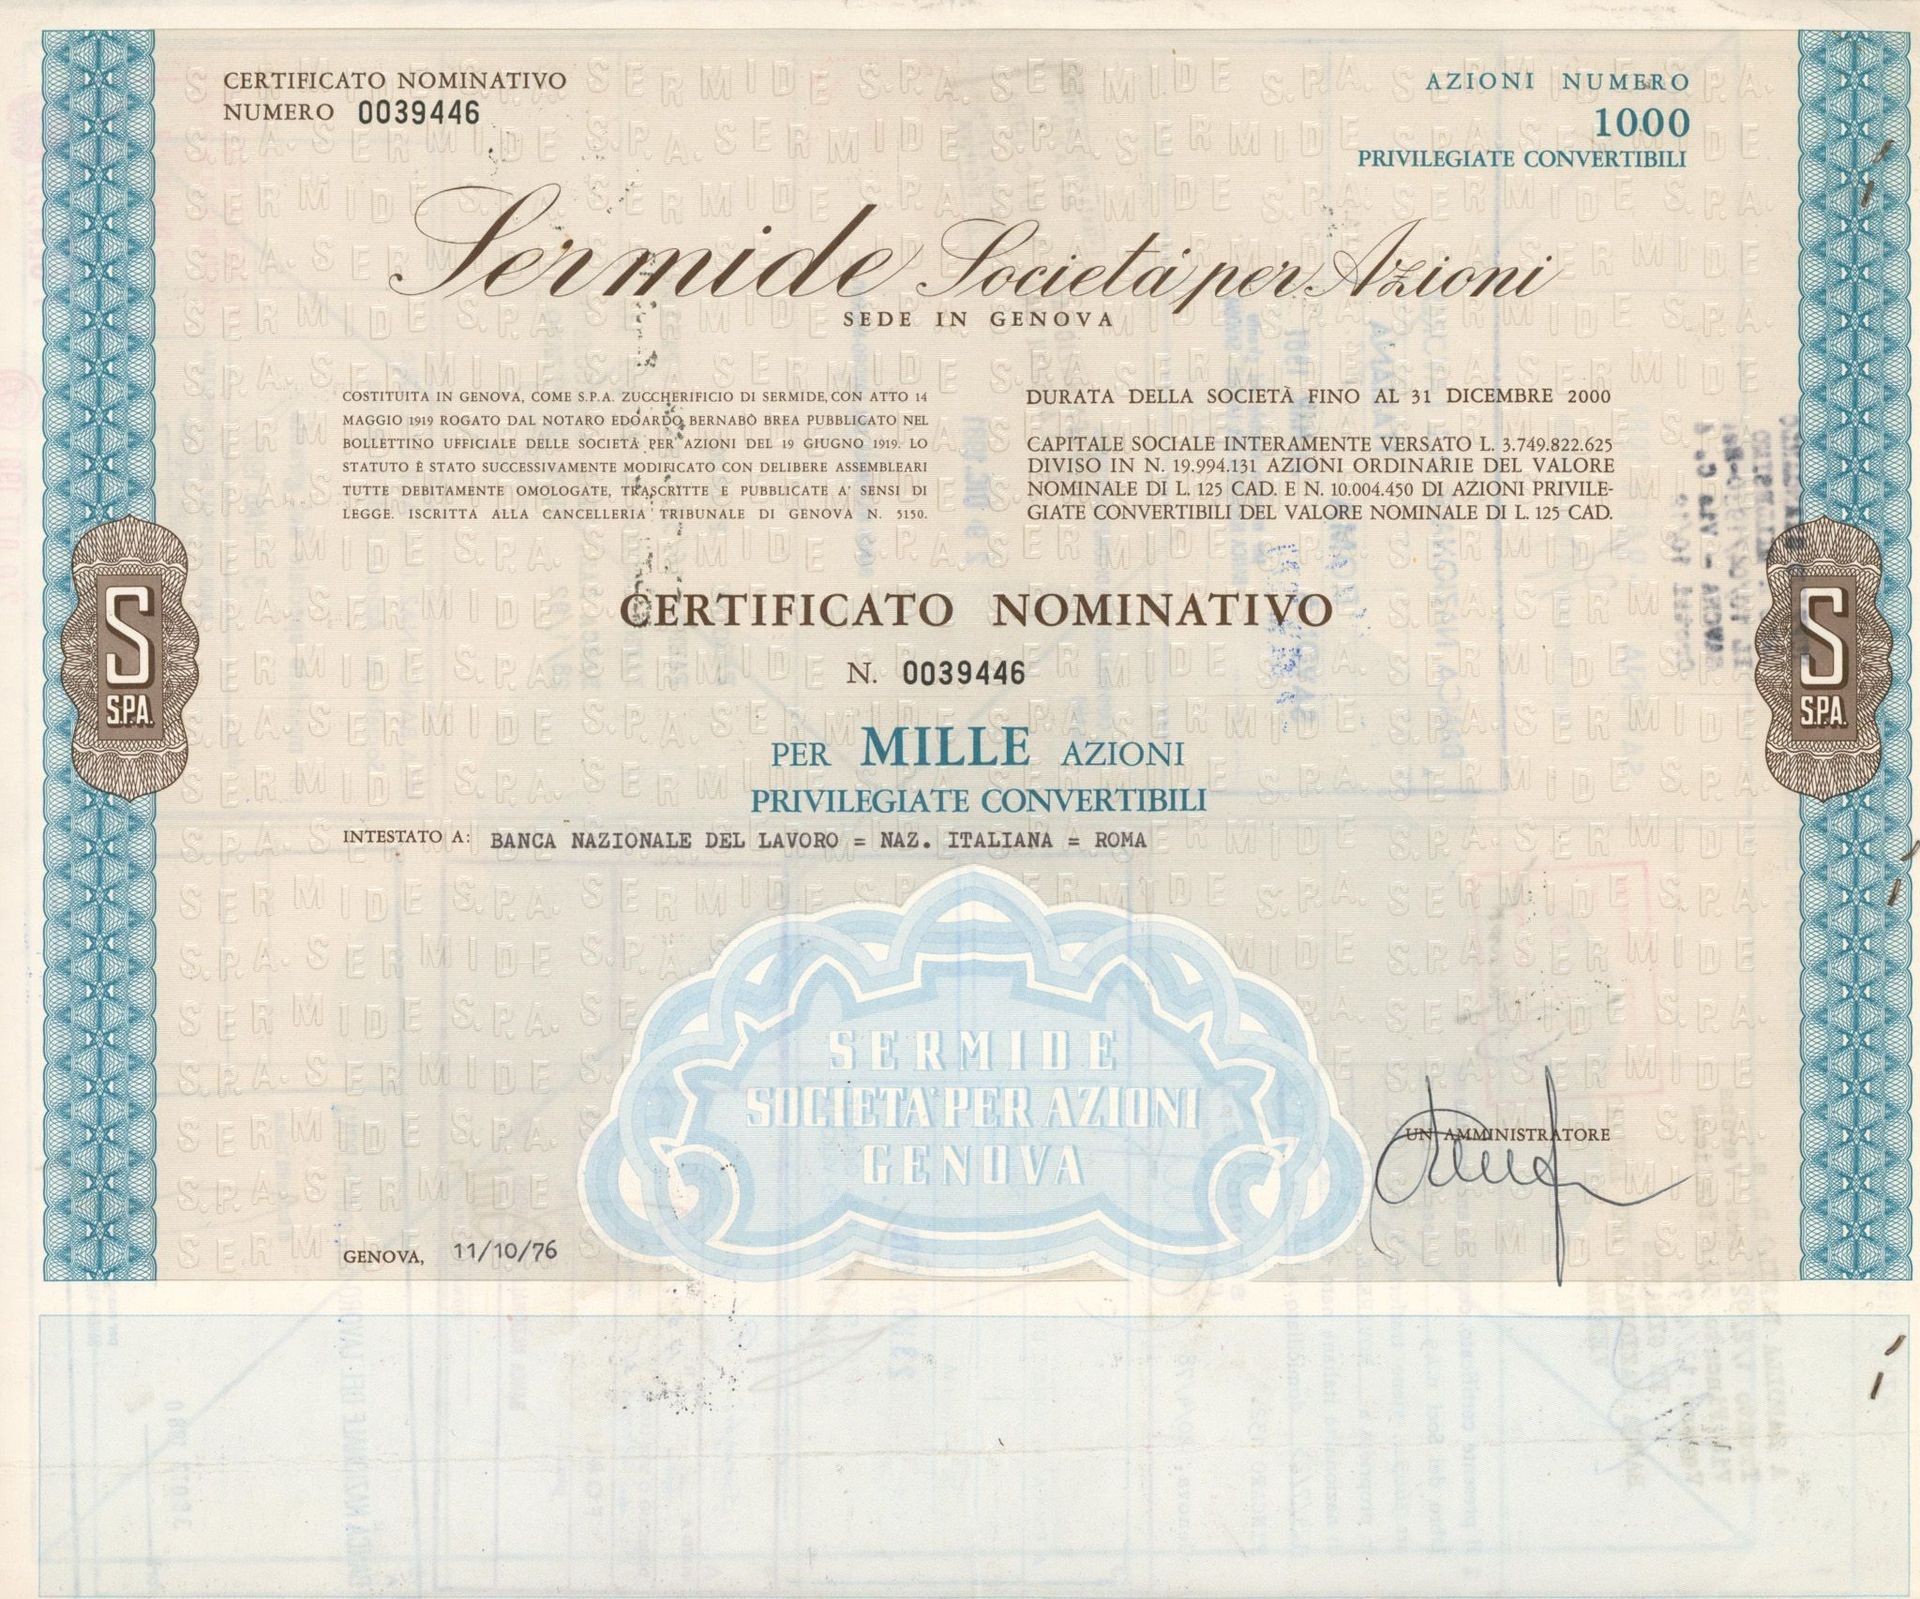 CERTIFICATO NOMINATIVO
NUMERO 0039446
AZIONI NUMERO
1000
PRIVILEGIATE CONVERTIBILI
Sermide Società per Azioni
SEDE IN GENOVA
COSTITUITA IN GENOVA, COME S.P.A. ZUCCHERIFICIO DI SERMIDE, CON ATTO 14
MAGGIO 1919 ROGATO DAL NOTARO EDOARDO BERNABÒ BREA PUBBLICATO NEL
BOLLETTINO UFFICIALE DELLE SOCIETÀ PER AZIONI DEL 19 GIUGNO 1919. LO
STATUTO È STATO SUCCESSIVAMENTE MODIFICATO CON DELIBERE ASSEMBLEARI
TUTTE DEBITAMENTE OMOLOGATE, TRASCRITTE E PUBBLICATE A' SENSI DI
LEGGE. ISCRITTA ALLA CANCELLERIA TRIBUNALE DI GENOVA N. 5150.
DURATA DELLA SOCIETÀ FINO AL 31 DICEMBRE 2000
CAPITALE SOCIALE INTERAMENTE VERSATO L. 3.749.822.625
DIVISO IN N. 19.994.131 AZIONI ORDINARIE DEL VALORE
NOMINALE DI L. 125 CAD. E N. 10.004.450 DI AZIONI PRIVILE-
GIATE CONVERTIBILI DEL VALORE NOMINALE DI L. 125 CAD.
S
S.P.A.
S
S.P.A.
CERTIFICATO NOMINATIVO
N. 0039446
PER MILLE AZIONI
PRIVILEGIATE CONVERTIBILI
INTESTATO A: BANCA NAZIONALE DEL LAVORO = NAZ. ITALIANA = ROMA
SERMIDE
SOCIETA' PER AZIONI
GENOVA
UN AMMINISTRATORE
GENOVA, 11/10/76